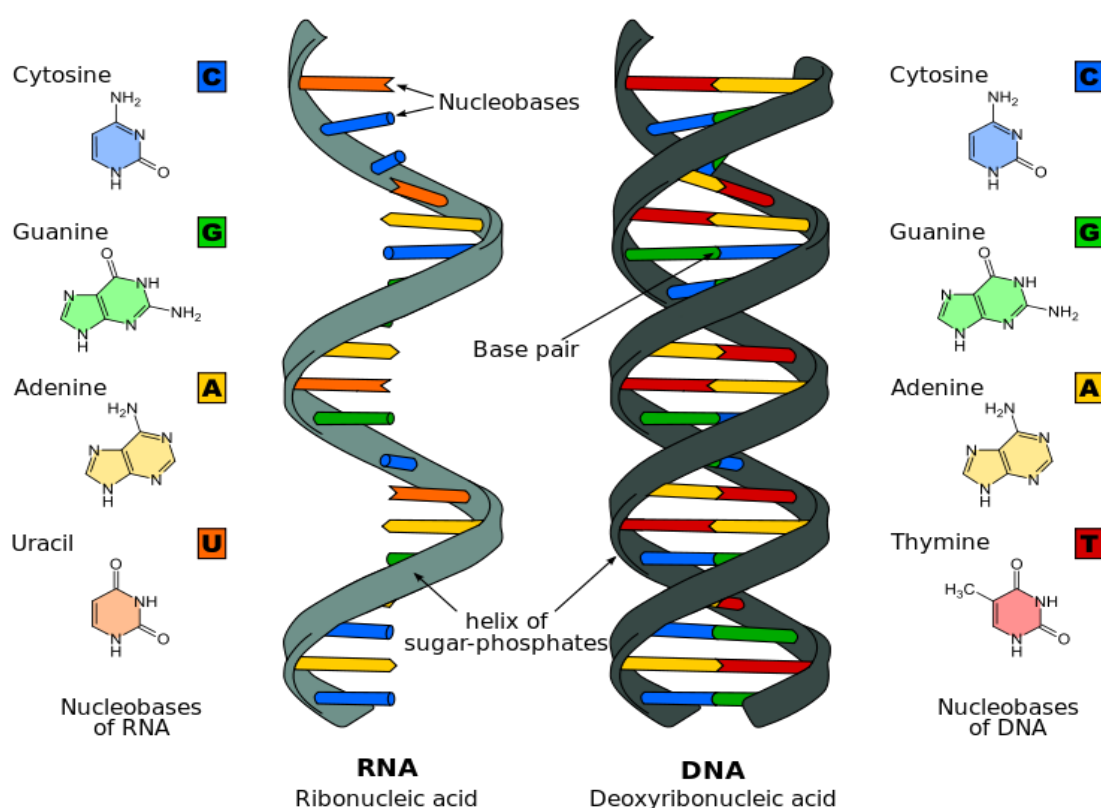 Cytosine
C
NH2
N
N
H
O
Guanine
G
O
N
NH
N
H
N
NH2
Adenine
A
H2N
N
N
N
H
N
Uracil
U
O
NH
N
H
O
Nucleobases
of RNA
Nucleobases
Base pair
helix of
sugar-phosphates
RNA
Ribonucleic acid
DNA
Deoxyribonucleic acid
Cytosine
C
NH2
N
N
H
O
Guanine
G
O
N
NH
N
H
N
NH2
Adenine
A
H2N
N
N
N
H
N
Thymine
T
O
H3C
NH
N
H
O
Nucleobases
of DNA